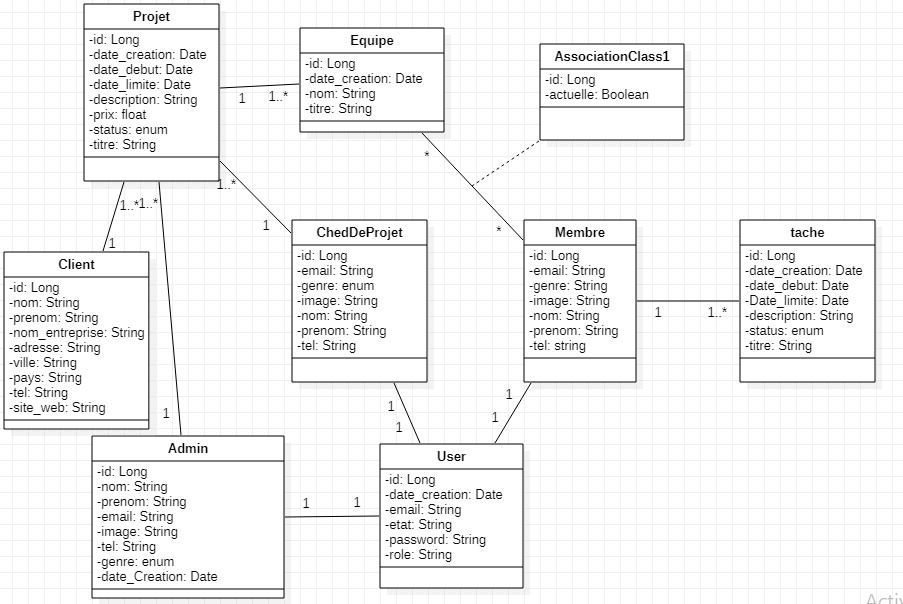 Projet
-id: Long
-date_creation: Date
-date_debut: Date
-date_limite: Date
-description: String
-prix: float
-status: enum
-titre: String
1
1..*
Equipe
-id: Long
-date_creation: Date
-nom: String
-titre: String
AssociationClass1
-id: Long
-actuelle: Boolean
*
*
1..*
1
1..*
1..*
1
1
Client
-id: Long
-nom: String
-prenom: String
-nom_entreprise: String
-adresse: String
-ville: String
-pays: String
-tel: String
-site_web: String
ChedDeProjet
-id: Long
-email: String
-genre: enum
-image: String
-nom: String
-prenom: String
-tel: String
Membre
-id: Long
-email: String
-genre: String
-image: String
-nom: String
-prenom: String
-tel: string
1
1..*
tache
-id: Long
-date_creation: Date
-date_debut: Date
-Date_limite: Date
-description: String
-status: enum
-titre: String
1
1
1
1
Admin
-id: Long
-nom: String
-prenom: String
-email: String
-image: String
-tel: String
-genre: enum
-date_Creation: Date
1
1
User
-id: Long
-date_creation: Date
-email: String
-etat: String
-password: String
-role: String